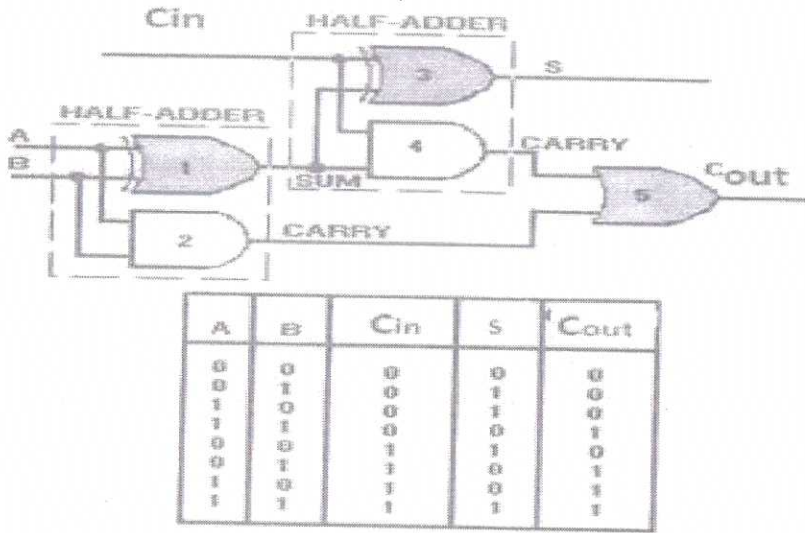 Cin
HALF-ADDER
3
S
HALF-ADDER
A
B
1
SUM
4
CARRY
5
Cout
2
CARRY
A B Cin S Cout
0 0 0 0 0
0 1 0 1 0
1 0 0 1 0
1 1 0 0 1
0 0 1 1 0
0 1 1 0 1
1 0 1 0 1
1 1 1 1 1